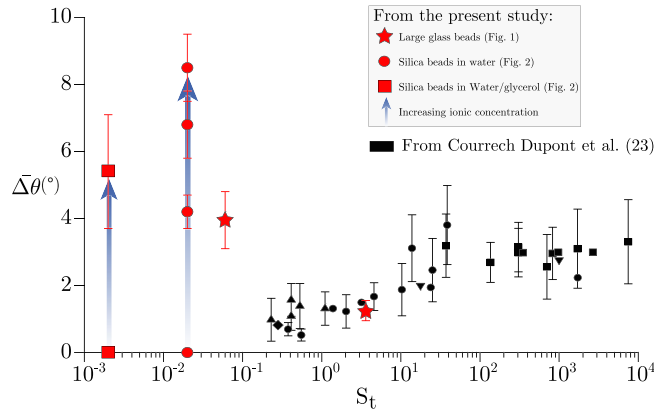 From the present study:
Large glass beads (Fig. 1)
Silica beads in water (Fig. 2)
Silica beads in Water/glycerol (Fig. 2)
Increasing ionic concentration
From Courrech Dupont et al. (23)
10
8
6
4
2
0
Δ̄θ(°)
10⁻³ 10⁻² 10⁻¹ 10⁰ 10¹ 10² 10³ 10⁴
Sₜ